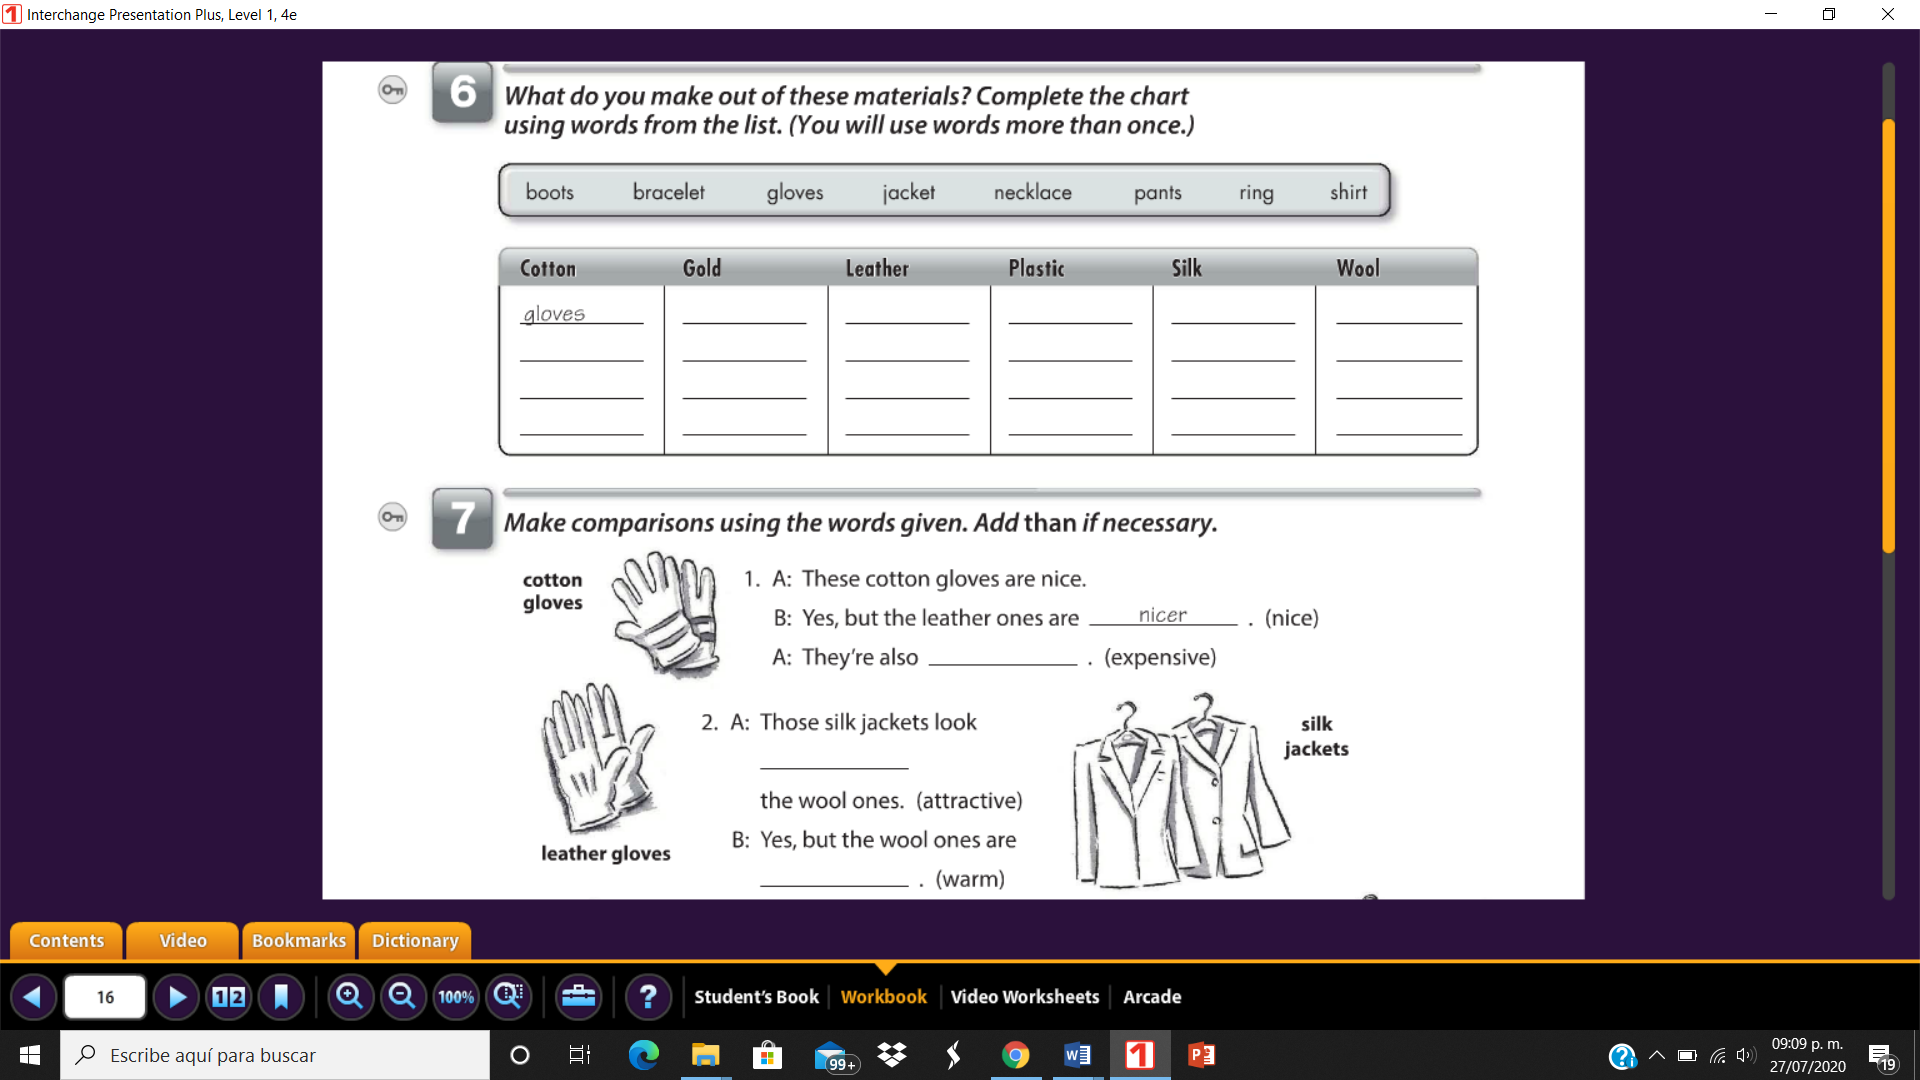 Interchange Presentation Plus, Level 1, 4e
6
What do you make out of these materials? Complete the chart
using words from the list. (You will use words more than once.)
boots bracelet gloves jacket necklace pants ring shirt
Cotton Gold Leather Plastic Silk Wool
gloves
7
Make comparisons using the words given. Add than if necessary.
cotton
gloves
1. A: These cotton gloves are nice.
B: Yes, but the leather ones are nicer . (nice)
A: They're also ____________ . (expensive)
leather gloves
2. A: Those silk jackets look
____________
the wool ones. (attractive)
B: Yes, but the wool ones are
____________ . (warm)
silk
jackets
Contents Video Bookmarks Dictionary
16 12 100% ? Student's Book Workbook Video Worksheets Arcade
Escribe aquí para buscar
99+
1
09:09 p. m.
27/07/2020
19